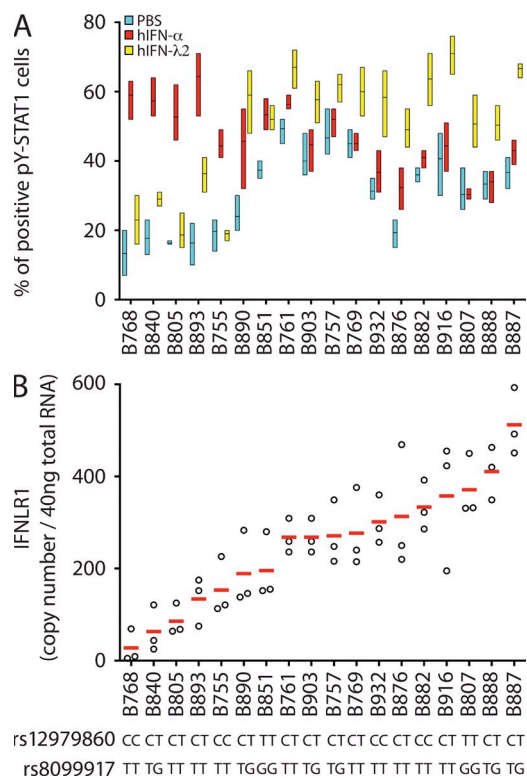 A
PBS
hIFN-α
hIFN-λ2
% of positive pY-STAT1 cells
80
60
40
20
0
B768 B840 B805 B893 B755 B890 B851 B761 B903 B757 B769 B932 B876 B882 B916 B807 B888 B887
B
IFNLR1
(copy number / 40ng total RNA)
600
400
200
0
B768 B840 B805 B893 B755 B890 B851 B761 B903 B757 B769 B932 B876 B882 B916 B807 B888 B887
rs12979860 CC CT CT CT CC CT TT CT CT CT CT CC CT CT CT TT CT CT
rs8099917 TT TG TT TT TT TG GG TT TG TT TG TT TT TT TT GG TG TG